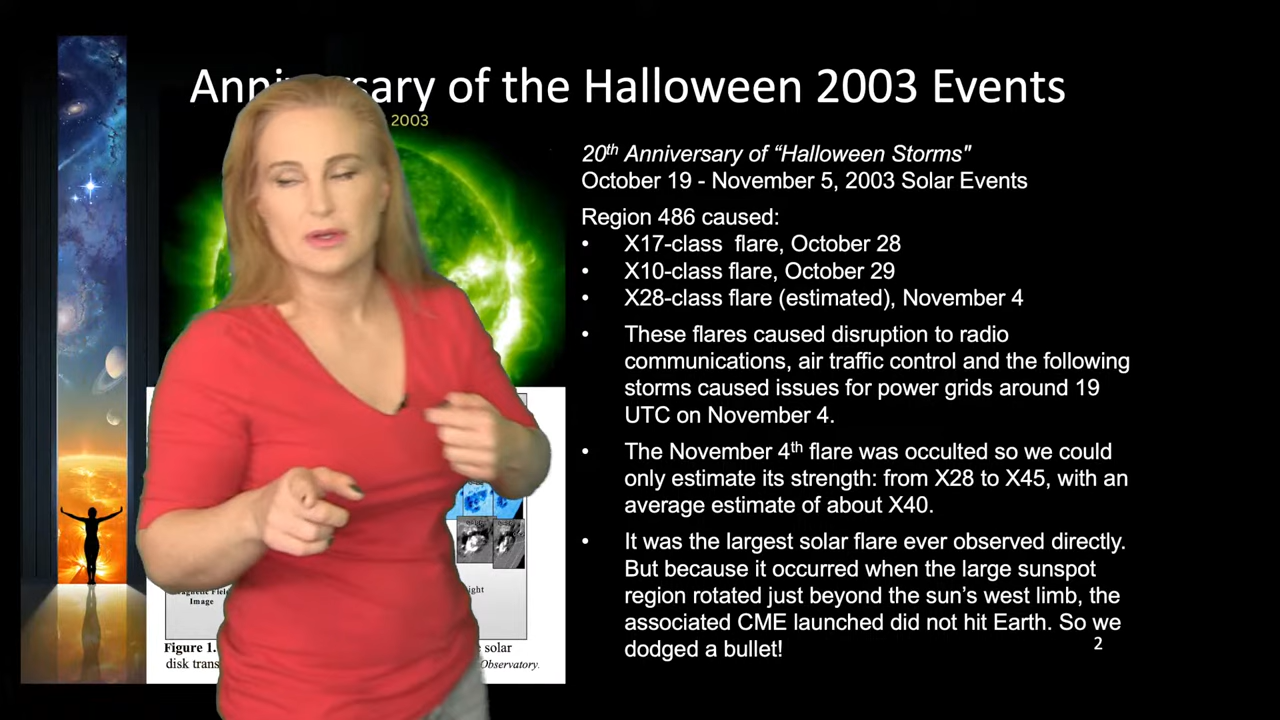 Anniversary of the Halloween 2003 Events
2003
20th Anniversary of “Halloween Storms"
October 19 - November 5, 2003 Solar Events
Region 486 caused:
• X17-class flare, October 28
• X10-class flare, October 29
• X28-class flare (estimated), November 4
• These flares caused disruption to radio
communications, air traffic control and the following
storms caused issues for power grids around 19
UTC on November 4.
• The November 4th flare was occulted so we could
only estimate its strength: from X28 to X45, with an
average estimate of about X40.
• It was the largest solar flare ever observed directly.
But because it occurred when the large sunspot
region rotated just beyond the sun’s west limb, the
associated CME launched did not hit Earth. So we
dodged a bullet!
2
Image
Figure 1. solar
disk Observatory.